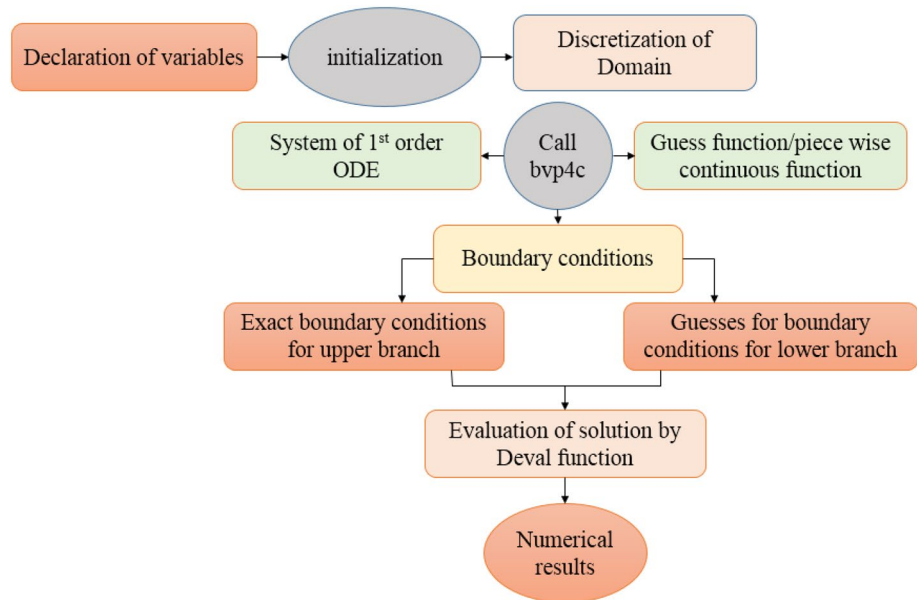 Declaration of variables
initialization
Discretization of
Domain
System of 1st order
ODE
Call
bvp4c
Guess function/piece wise
continuous function
Boundary conditions
Exact boundary conditions
for upper branch
Guesses for boundary
conditions for lower branch
Evaluation of solution by
Deval function
Numerical
results